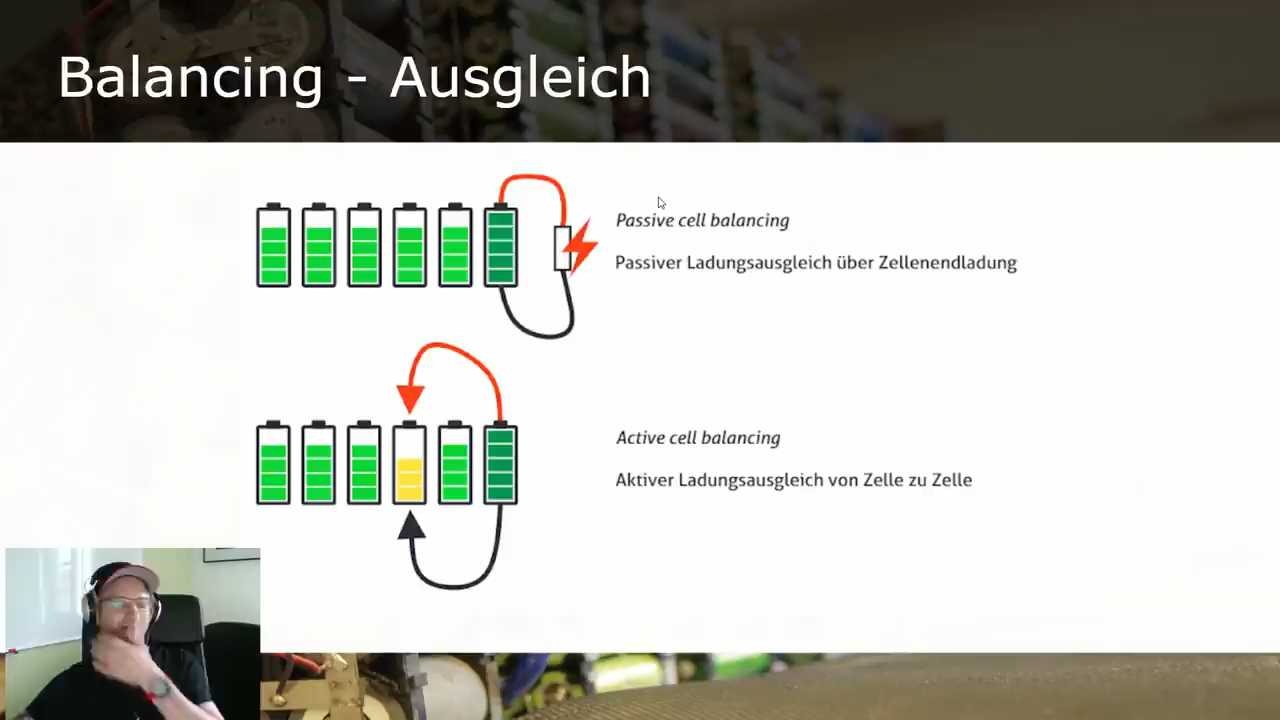 Balancing - Ausgleich
Passive cell balancing
Passiver Ladungsausgleich über Zellenendladung
Active cell balancing
Aktiver Ladungsausgleich von Zelle zu Zelle